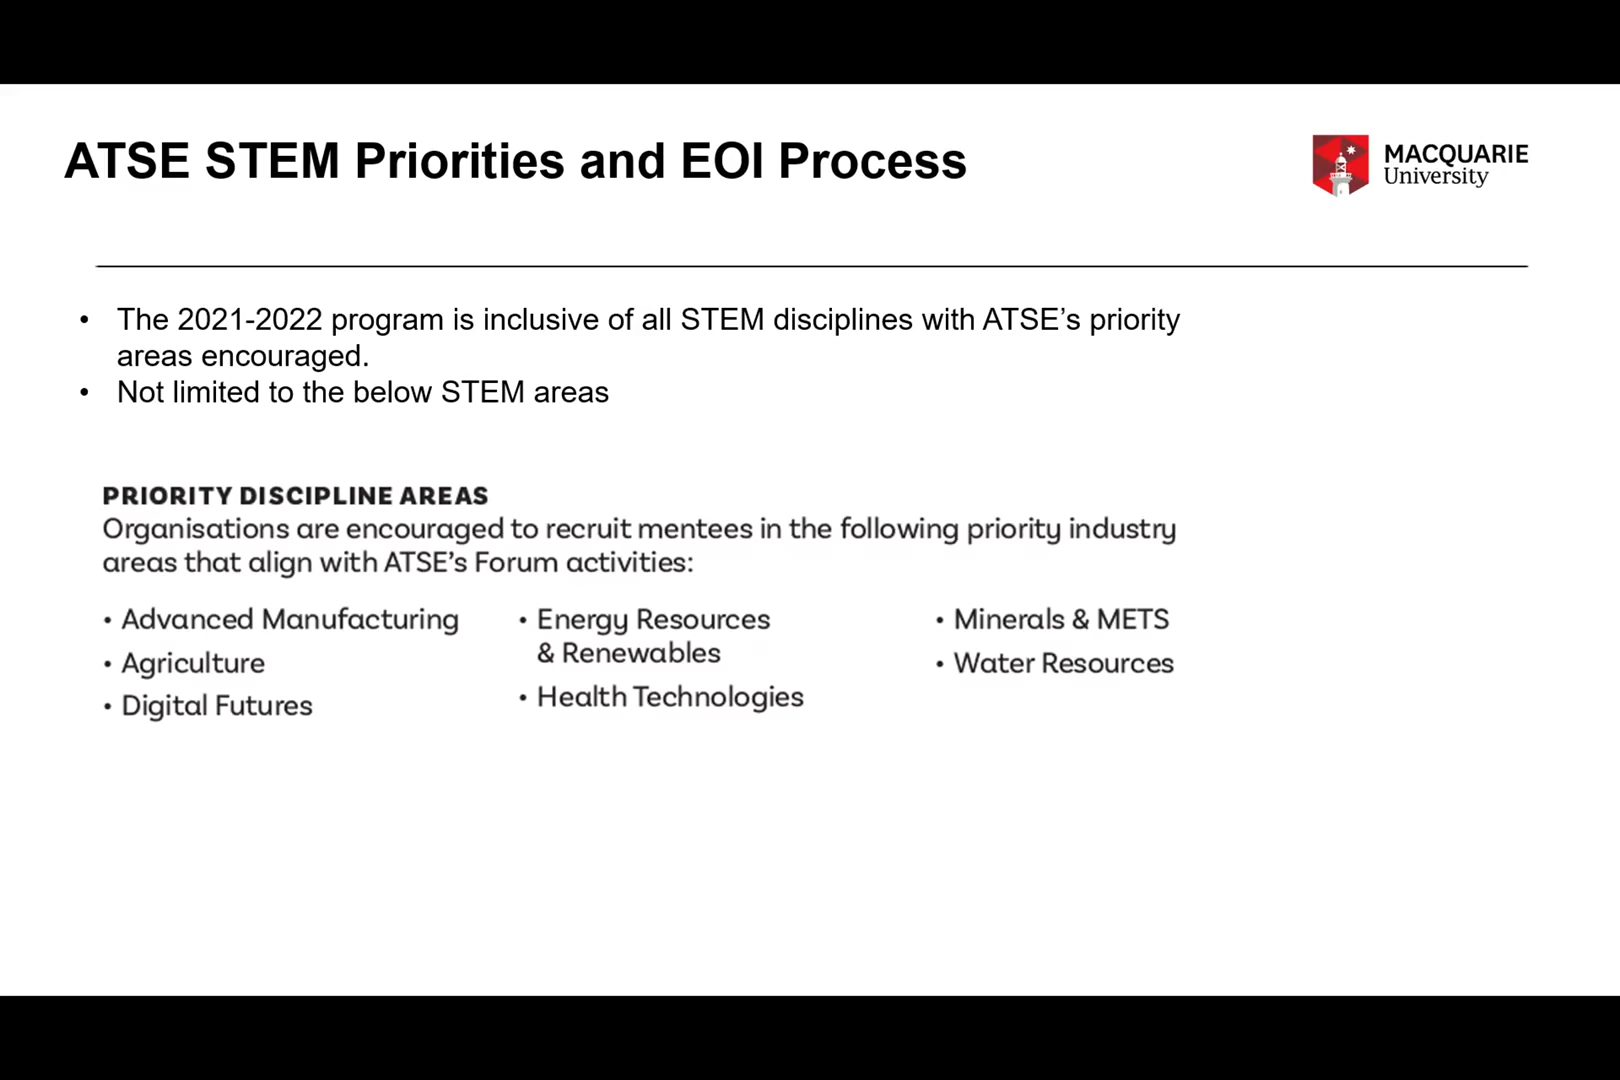 ATSE STEM Priorities and EOI Process
MACQUARIE
University
• The 2021-2022 program is inclusive of all STEM disciplines with ATSE’s priority
areas encouraged.
• Not limited to the below STEM areas
PRIORITY DISCIPLINE AREAS
Organisations are encouraged to recruit mentees in the following priority industry
areas that align with ATSE’s Forum activities:
• Advanced Manufacturing
• Agriculture
• Digital Futures
• Energy Resources
& Renewables
• Health Technologies
• Minerals & METS
• Water Resources